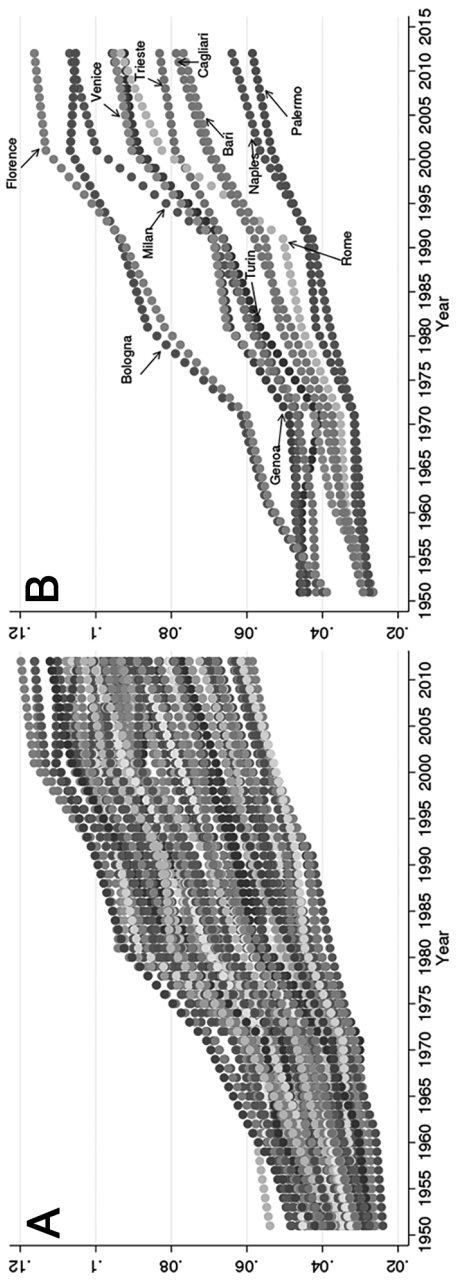 A
.12
.1
.08
.06
.04
.02
1950 1955 1960 1965 1970 1975 1980 1985 1990 1995 2000 2005 2010
Year
B
.12
.1
.08
.06
.04
.02
Florence
Bologna
Venice
Trieste
Milan
Cagliari
Bari
Genoa
Turin
Naples
Rome
Palermo
1950 1955 1960 1965 1970 1975 1980 1985 1990 1995 2000 2005 2010 2015
Year